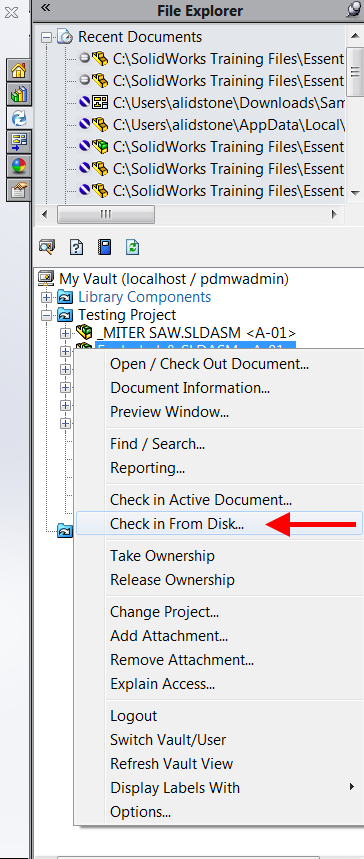 File Explorer
Recent Documents
C:\SolidWorks Training Files\Essent
C:\SolidWorks Training Files\Essent
C:\Users\alidstone\Downloads\Sam
C:\Users\alidstone\AppData\Local\
C:\SolidWorks Training Files\Essent
C:\SolidWorks Training Files\Essent
C:\SolidWorks Training Files\Essent
My Vault (localhost / pdmwadmin)
Library Components
Testing Project
_MITER SAW.SLDASM <A-01>
Open / Check Out Document...
Document Information...
Preview Window...
Find / Search...
Reporting...
Check in Active Document...
Check in From Disk...
Take Ownership
Release Ownership
Change Project...
Add Attachment...
Remove Attachment...
Explain Access...
Logout
Switch Vault/User
Refresh Vault View
Display Labels With
Options...